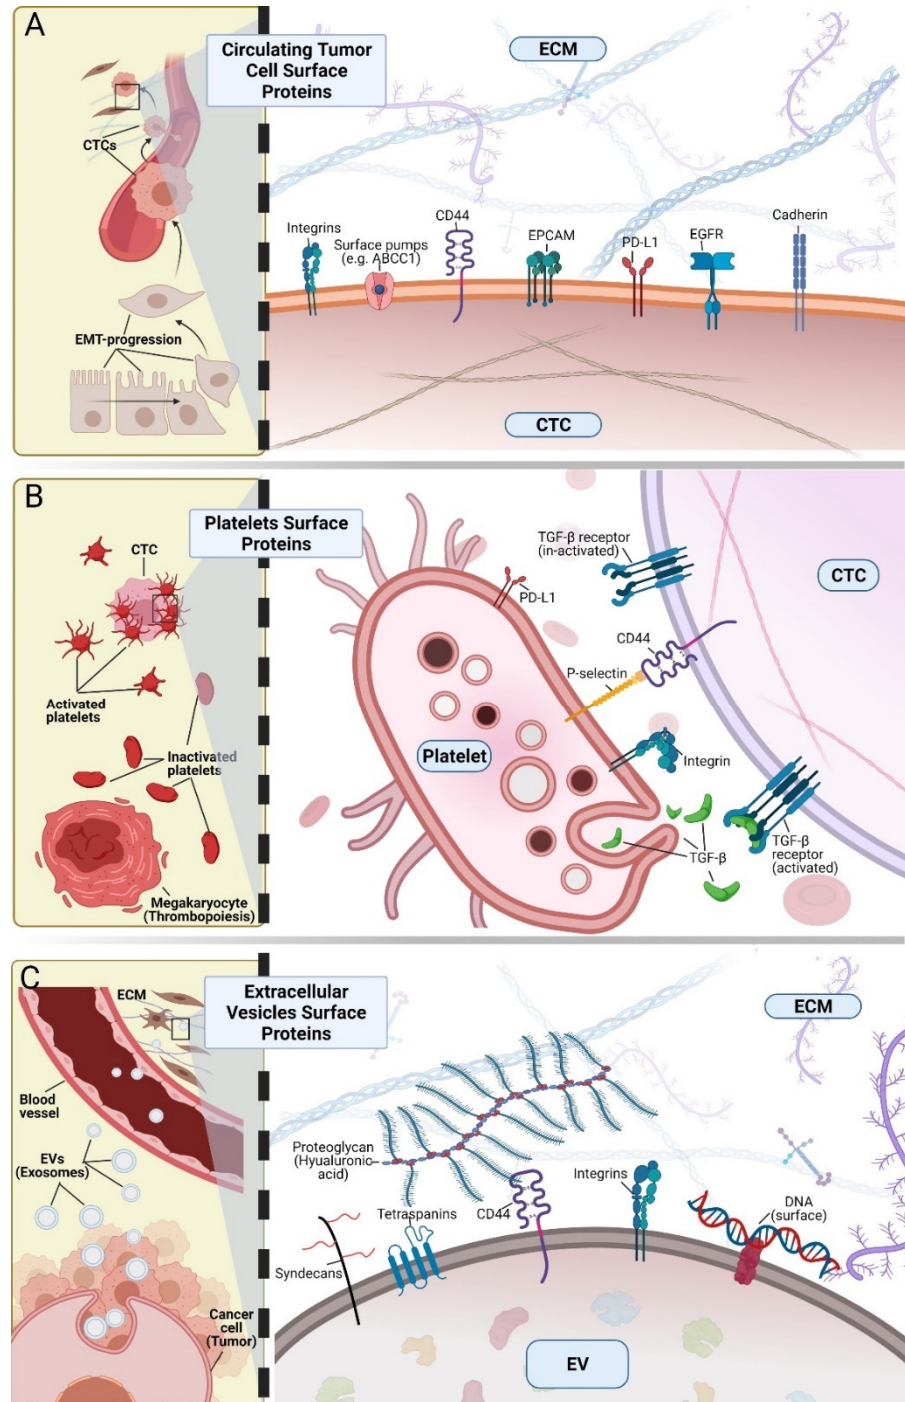 A
Circulating Tumor
Cell Surface
Proteins
ECM
CTCs
EMT-progression
Integrins
Surface pumps
(e.g. ABCC1)
CD44
EPCAM
PD-L1
EGFR
Cadherin
CTC
B
Platelets Surface
Proteins
CTC
Activated
platelets
Inactivated
platelets
Megakaryocyte
(Thrombopoiesis)
PD-L1
TGF-β receptor
(in-activated)
CTC
CD44
P-selectin
Platelet
Integrin
TGF-β
TGF-β
receptor
(activated)
C
Extracellular
Vesicles Surface
Proteins
ECM
ECM
Blood
vessel
EVs
(Exosomes)
Cancer
cell
(Tumor)
Proteoglycan
(Hyualuronic
acid)
Syndecans
Tetraspanins
CD44
Integrins
DNA
(surface)
EV